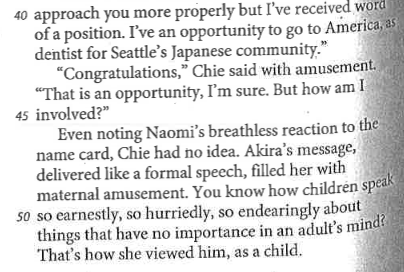 40 approach you more properly but I've received word
of a position. I've an opportunity to go to America, as
dentist for Seattle's Japanese community."
"Congratulations," Chie said with amusement.
"That is an opportunity, I'm sure. But how am I
45 involved?"
Even noting Naomi's breathless reaction to the
name card, Chie had no idea. Akira's message,
delivered like a formal speech, filled her with
maternal amusement. You know how children speak
50 so earnestly, so hurriedly, so endearingly about
things that have no importance in an adult's mind?
That's how she viewed him, as a child.